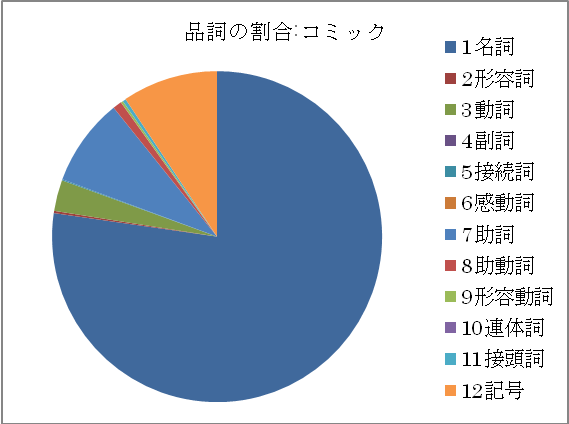 品詞の割合:コミック
1名詞
2形容詞
3動詞
4副詞
5接続詞
6感動詞
7助詞
8助動詞
9形容動詞
10連体詞
11接頭詞
12記号